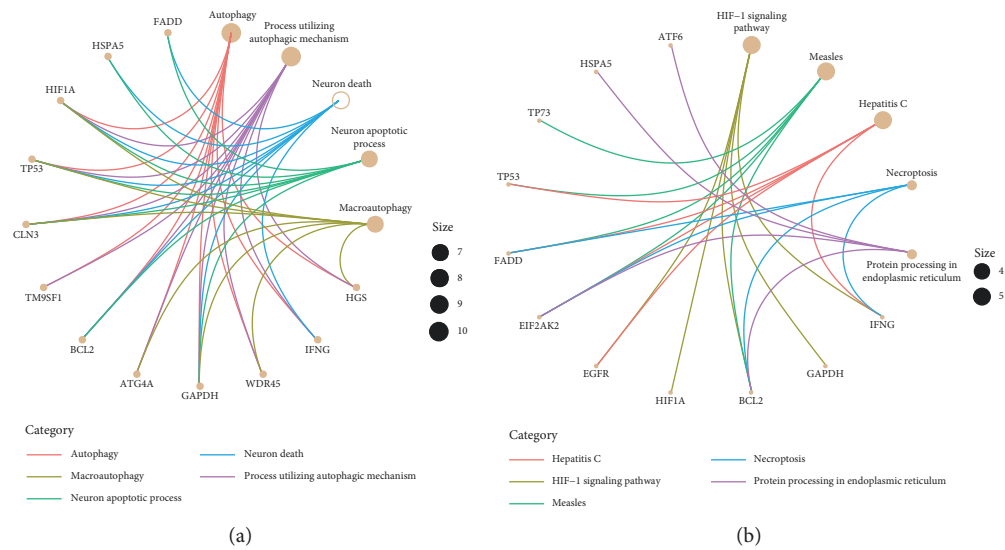 Autophagy
FADD
Process utilizing
autophagic mechanism
HSPA5
Neuron death
HIF1A
Neuron apoptotic
process
TP53
Macroautophagy
CLN3
TM9SF1
HGS
BCL2
IFNG
ATG4A
WDR45
GAPDH
Size
7
8
9
10
Category
Autophagy
Macroautophagy
Neuron apoptotic process
Neuron death
Process utilizing autophagic mechanism
(a)
HIF−1 signaling
pathway
ATF6
Measles
HSPA5
Hepatitis C
TP73
Necroptosis
TP53
Protein processing in
endoplasmic reticulum
FADD
EIF2AK2
IFNG
EGFR
GAPDH
HIF1A
BCL2
Size
4
5
Category
Hepatitis C
HIF−1 signaling pathway
Measles
Necroptosis
Protein processing in endoplasmic reticulum
(b)